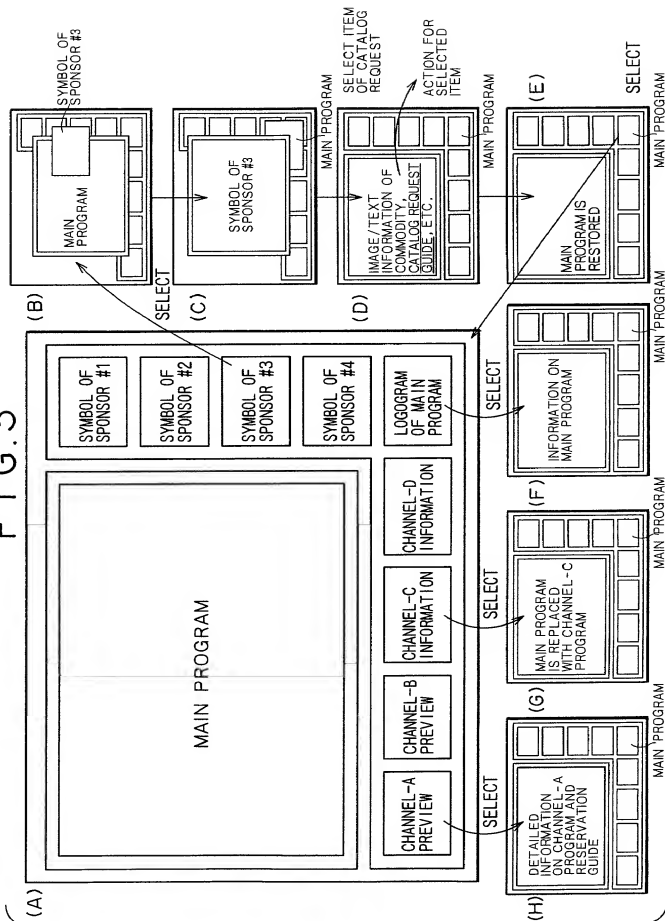 FIG.5
(A)
MAIN PROGRAM
SYMBOL OF
SPONSOR #1
SYMBOL OF
SPONSOR #2
SYMBOL OF
SPONSOR #3
SYMBOL OF
SPONSOR #4
LOGOGRAM
OF MAIN
PROGRAM
CHANNEL-A
PREVIEW
CHANNEL-B
PREVIEW
CHANNEL-C
INFORMATION
CHANNEL-D
INFORMATION
SELECT
(B)
MAIN
PROGRAM
SYMBOL OF
SPONSOR #3
(C)
SYMBOL OF
SPONSOR #3
MAIN PROGRAM
(D)
IMAGE/TEXT
INFORMATION OF
COMMODITY,
CATALOG REQUEST
GUIDE, ETC.
SELECT ITEM
OF CATALOG
REQUEST
ACTION FOR
SELECTED
ITEM
MAIN PROGRAM
(E)
MAIN
PROGRAM IS
RESTORED
MAIN PROGRAM
SELECT
SELECT
(F)
INFORMATION ON
MAIN PROGRAM
MAIN PROGRAM
SELECT
(G)
MAIN PROGRAM
IS REPLACED
WITH CHANNEL-C
PROGRAM
MAIN PROGRAM
SELECT
(H)
DETAILED
INFORMATION
ON CHANNEL-A
PROGRAM AND
RESERVATION
GUIDE
MAIN PROGRAM